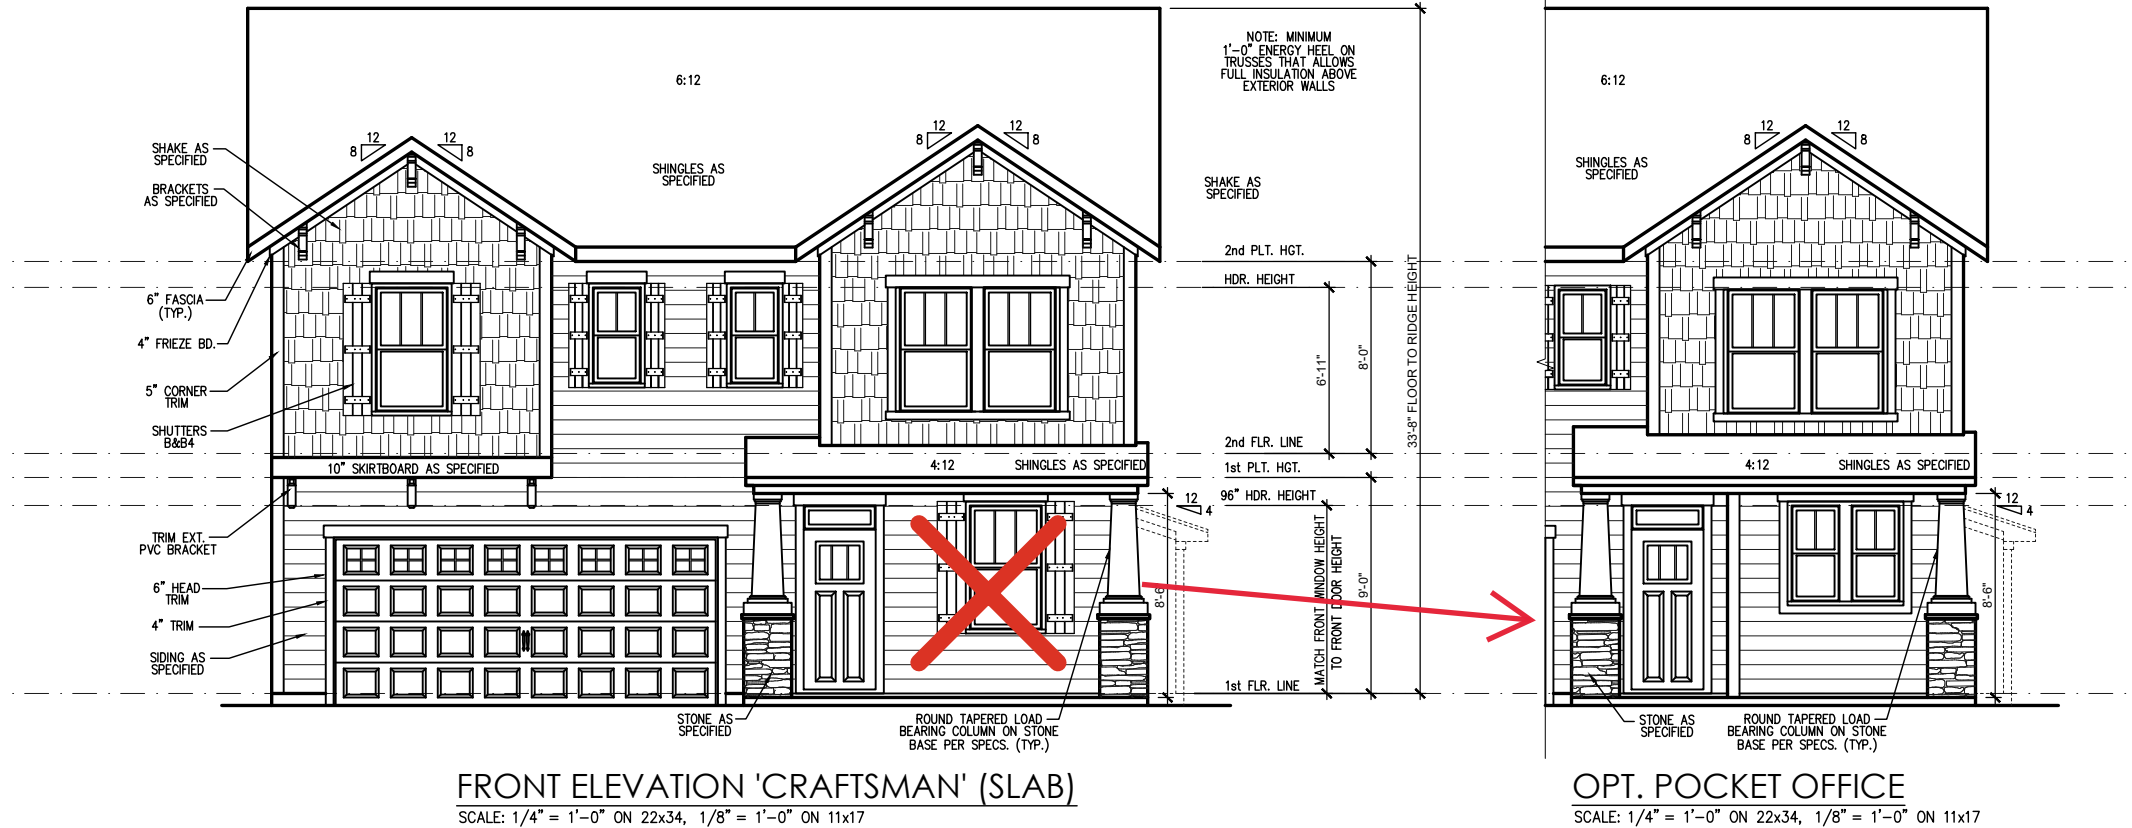 NOTE: MINIMUM
1'-0" ENERGY HEEL ON
TRUSSES THAT ALLOWS
FULL INSULATION ABOVE
EXTERIOR WALLS
6:12
6:12
12
12
8
8
12
12
8
8
12
12
8
8
SHAKE AS
SPECIFIED
BRACKETS
AS SPECIFIED
SHINGLES AS
SPECIFIED
SHAKE AS
SPECIFIED
SHINGLES AS
SPECIFIED
2nd PLT. HGT.
HDR. HEIGHT
6" FASCIA
(TYP.)
4" FRIEZE BD.
5" CORNER
TRIM
SHUTTERS
B&B4
6'-11"
8'-0"
33'-8" FLOOR TO RIDGE HEIGHT
2nd FLR. LINE
1st PLT. HGT.
10" SKIRTBOARD AS SPECIFIED
4:12
SHINGLES AS SPECIFIED
4:12
SHINGLES AS SPECIFIED
96" HDR. HEIGHT
12
4
12
4
TRIM EXT.
PVC BRACKET
6" HEAD
TRIM
4" TRIM
SIDING AS
SPECIFIED
8'-6"
MATCH FRONT WINDOW HEIGHT
TO FRONT DOOR HEIGHT
9'-0"
8'-6"
1st FLR. LINE
STONE AS
SPECIFIED
ROUND TAPERED LOAD
BEARING COLUMN ON STONE
BASE PER SPECS. (TYP.)
STONE AS
SPECIFIED
ROUND TAPERED LOAD
BEARING COLUMN ON STONE
BASE PER SPECS. (TYP.)
FRONT ELEVATION 'CRAFTSMAN' (SLAB)
SCALE: 1/4" = 1'-0" ON 22x34, 1/8" = 1'-0" ON 11x17
OPT. POCKET OFFICE
SCALE: 1/4" = 1'-0" ON 22x34, 1/8" = 1'-0" ON 11x17